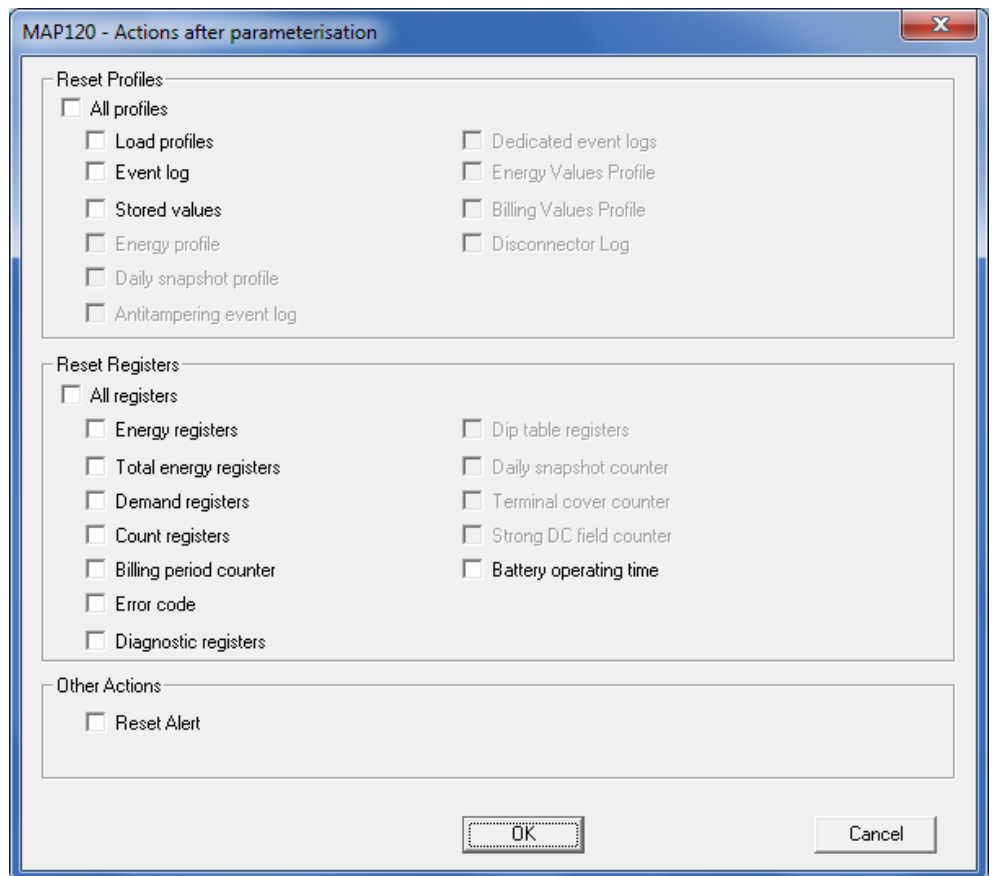 MAP120 - Actions after parameterisation
Reset Profiles
All profiles
Load profiles
Dedicated event logs
Event log
Energy Values Profile
Stored values
Billing Values Profile
Energy profile
Disconnector Log
Daily snapshot profile
Antitampering event log
Reset Registers
All registers
Energy registers
Dip table registers
Total energy registers
Daily snapshot counter
Demand registers
Terminal cover counter
Count registers
Strong DC field counter
Billing period counter
Battery operating time
Error code
Diagnostic registers
Other Actions
Reset Alert
OK
Cancel